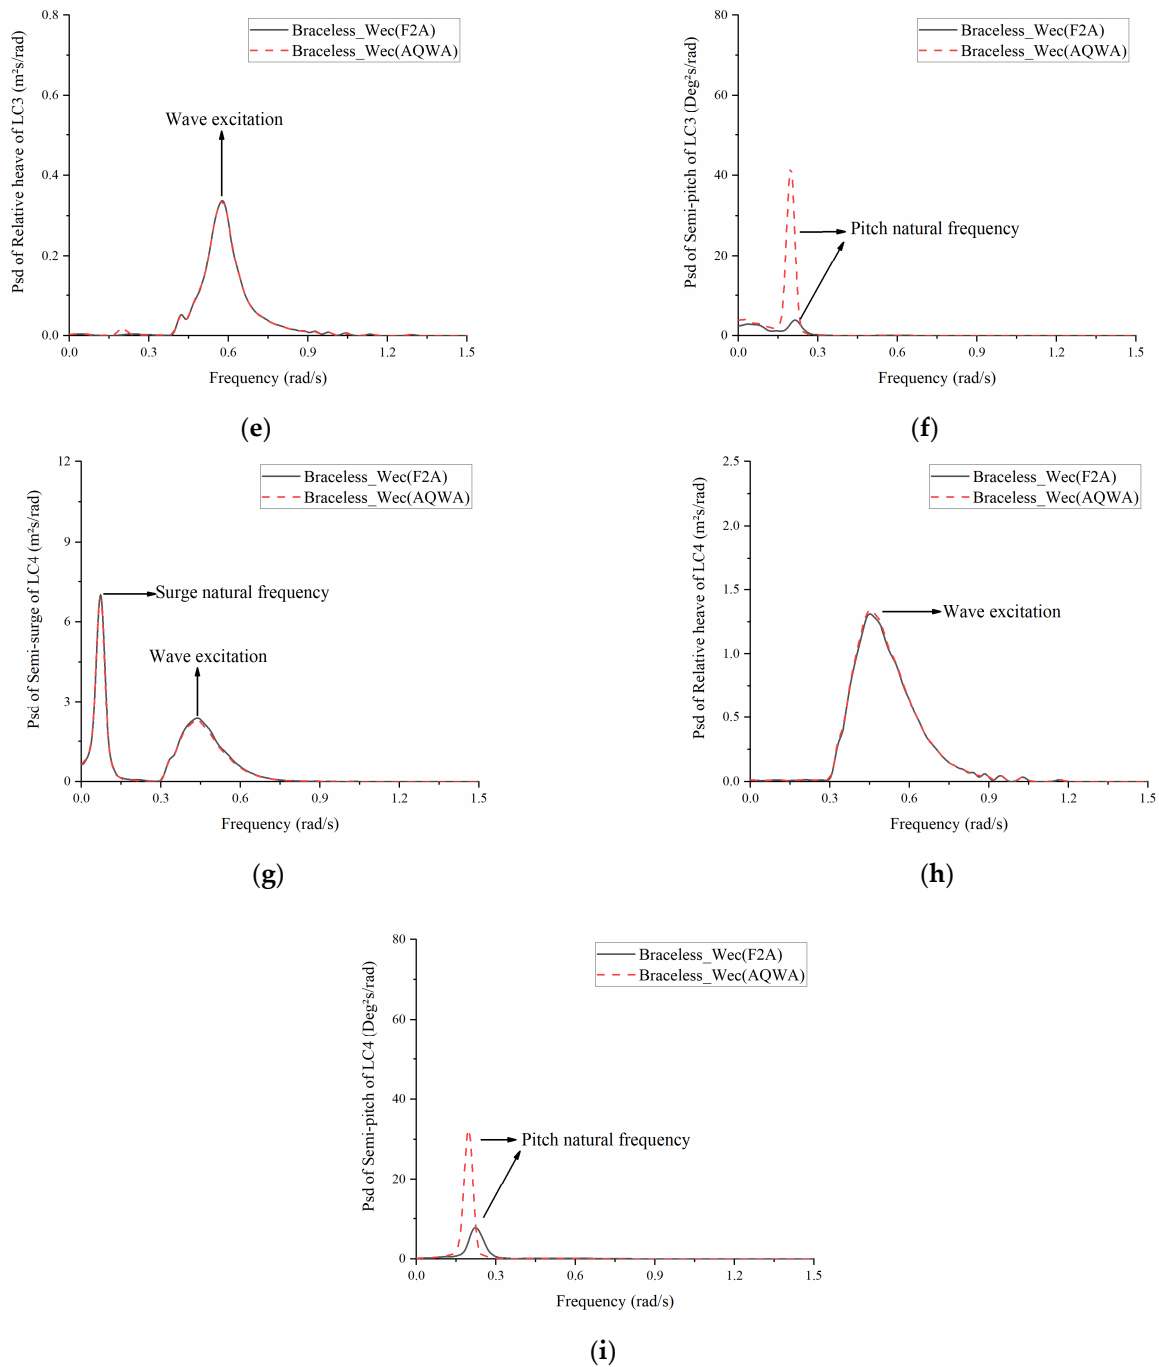 Psd of Relative heave of LC3 (m²s/rad)
0.8
0.6
0.4
0.2
0.0
Braceless_Wec(F2A)
Braceless_Wec(AQWA)
Wave excitation
0.0 0.3 0.6 0.9 1.2 1.5
Frequency (rad/s)
(e)
Psd of Semi-pitch of LC3 (Deg²s/rad)
80
60
40
20
0
Braceless_Wec(F2A)
Braceless_Wec(AQWA)
Pitch natural frequency
0.0 0.3 0.6 0.9 1.2 1.5
Frequency (rad/s)
(f)
Psd of Semi-surge of LC4 (m²s/rad)
12
9
6
3
0
Braceless_Wec(F2A)
Braceless_Wec(AQWA)
Surge natural frequency
Wave excitation
0.0 0.3 0.6 0.9 1.2 1.5
Frequency (rad/s)
(g)
Psd of Relative heave of LC4 (m²s/rad)
2.5
2.0
1.5
1.0
0.5
0.0
Braceless_Wec(F2A)
Braceless_Wec(AQWA)
Wave excitation
0.0 0.3 0.6 0.9 1.2 1.5
Frequency (rad/s)
(h)
Psd of Semi-pitch of LC4 (Deg²s/rad)
80
60
40
20
0
Braceless_Wec(F2A)
Braceless_Wec(AQWA)
Pitch natural frequency
0.0 0.3 0.6 0.9 1.2 1.5
Frequency (rad/s)
(i)